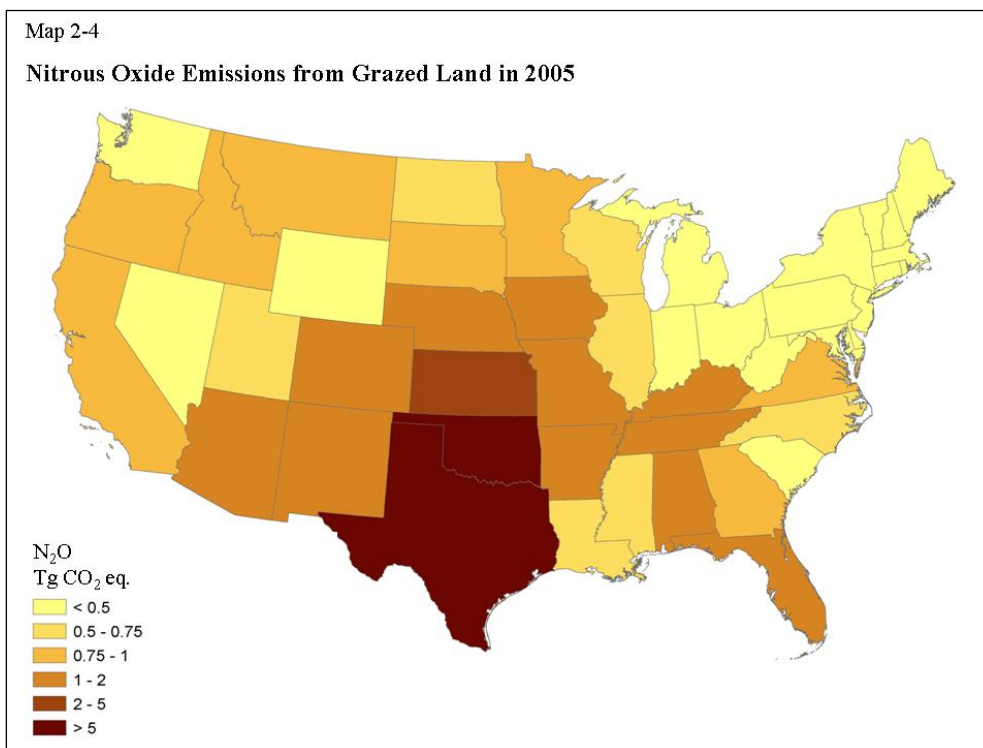 Map 2-4
Nitrous Oxide Emissions from Grazed Land in 2005
N₂O
Tg CO₂ eq.
< 0.5
0.5 - 0.75
0.75 - 1
1 - 2
2 - 5
> 5